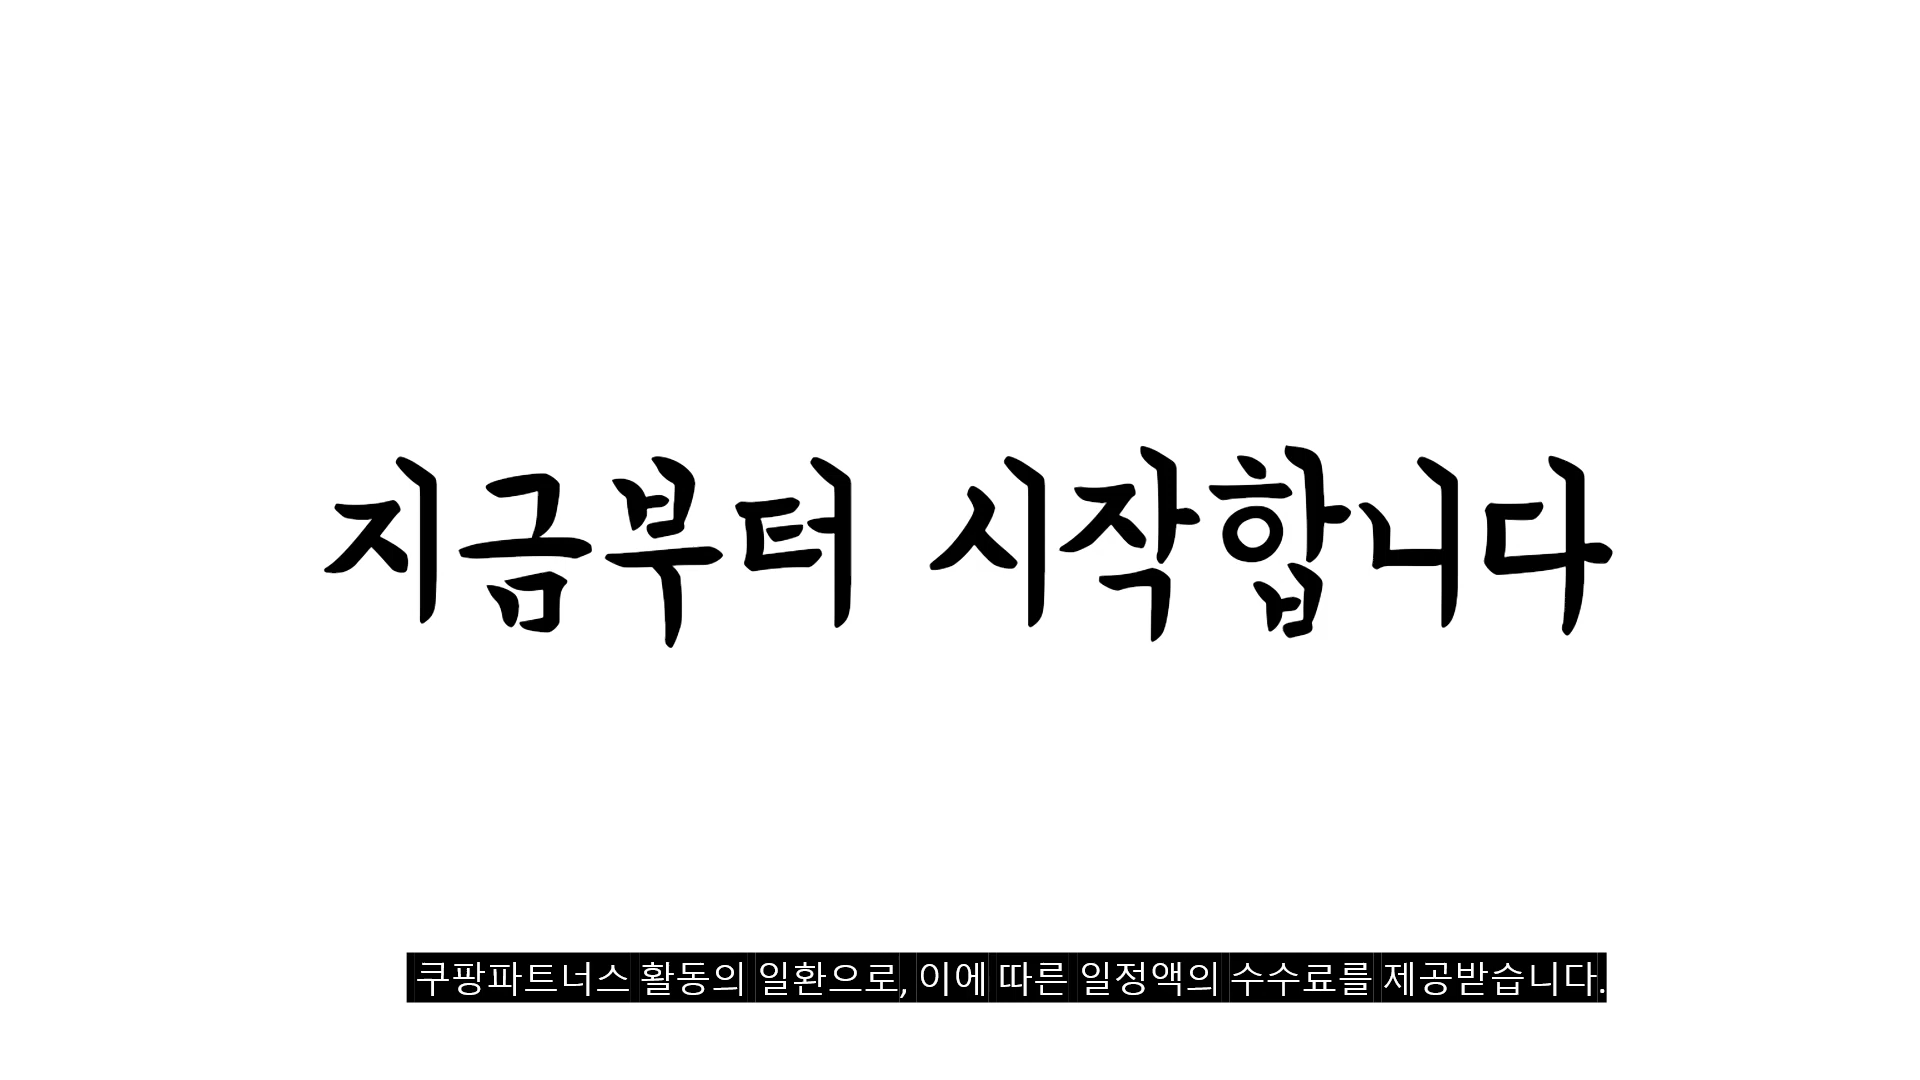 지금부터 시작합니다
쿠팡파트너스 활동의 일환으로, 이에 따른 일정액의 수수료를 제공받습니다.